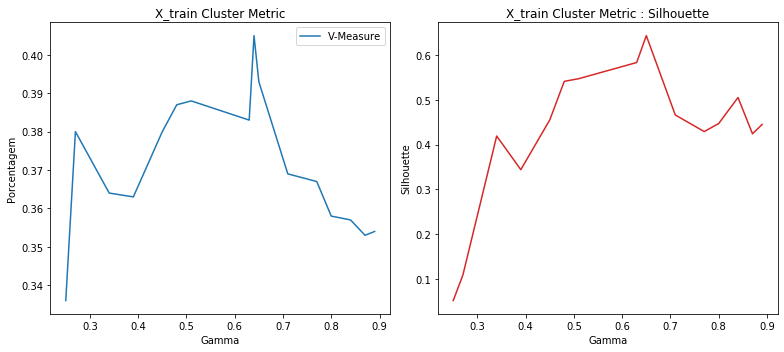 X_train Cluster Metric
V-Measure
0.40
0.39
0.38
0.37
0.36
0.35
0.34
Porcentagem
0.3 0.4 0.5 0.6 0.7 0.8 0.9
Gamma
X_train Cluster Metric : Silhouette
0.6
0.5
0.4
0.3
0.2
0.1
Silhouette
0.3 0.4 0.5 0.6 0.7 0.8 0.9
Gamma